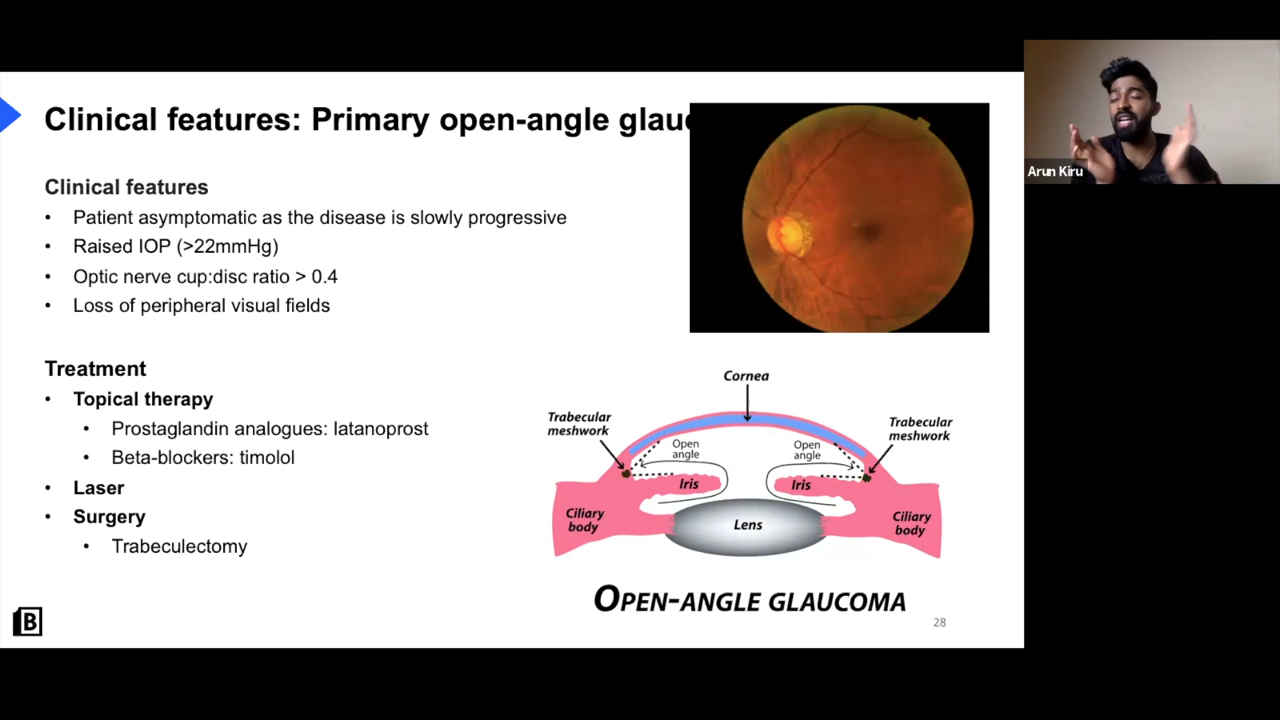 Clinical features: Primary open-angle glauc
Arun Kiru
Clinical features
• Patient asymptomatic as the disease is slowly progressive
• Raised IOP (>22mmHg)
• Optic nerve cup:disc ratio > 0.4
• Loss of peripheral visual fields
Treatment
• Topical therapy
• Prostaglandin analogues: latanoprost
• Beta-blockers: timolol
• Laser
• Surgery
• Trabeculectomy
Cornea
Trabecular
meshwork
Trabecular
meshwork
Open
angle
Open
angle
Iris
Iris
Ciliary
body
Lens
Ciliary
body
OPEN-ANGLE GLAUCOMA
B
28